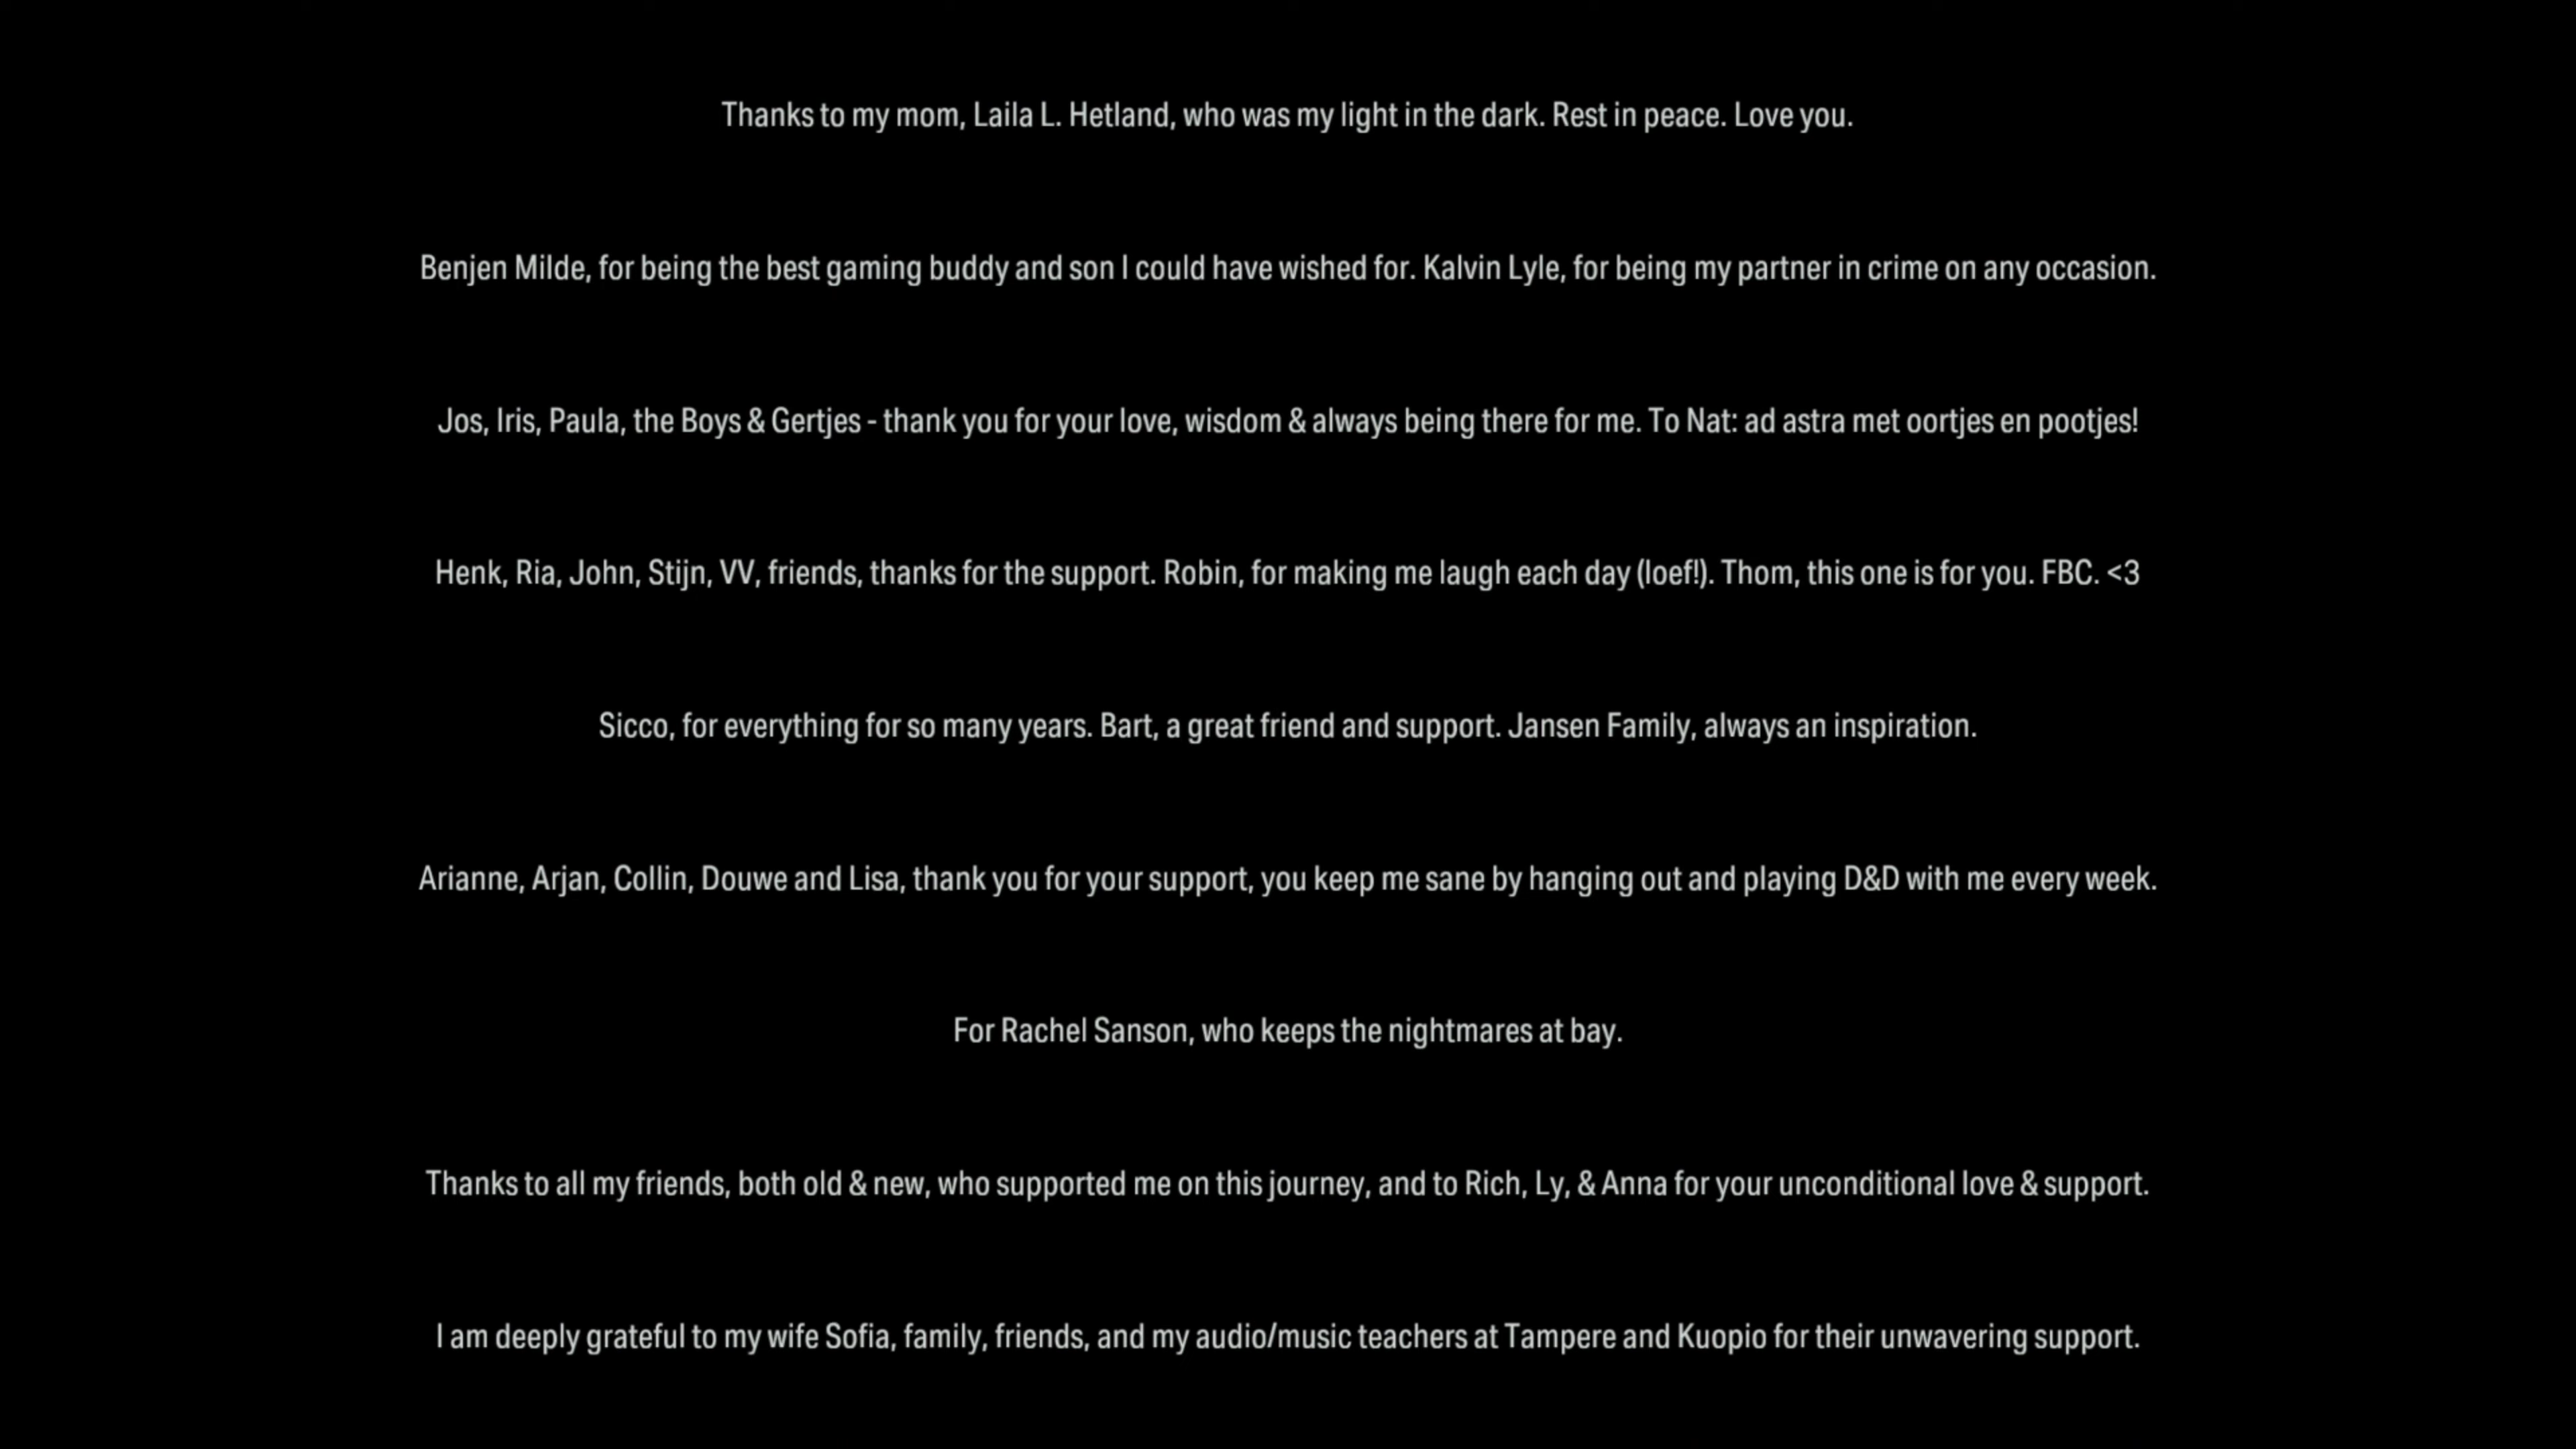 Thanks to my mom, Laila L. Hetland, who was my light in the dark. Rest in peace. Love you.
Benjen Milde, for being the best gaming buddy and son I could have wished for. Kalvin Lyle, for being my partner in crime on any occasion.
Jos, Iris, Paula, the Boys & Gertjes - thank you for your love, wisdom & always being there for me. To Nat: ad astra met oortjes en pootjes!
Henk, Ria, John, Stijn, VV, friends, thanks for the support. Robin, for making me laugh each day (loef!). Thom, this one is for you. FBC. <3
Sicco, for everything for so many years. Bart, a great friend and support. Jansen Family, always an inspiration.
Arianne, Arjan, Collin, Douwe and Lisa, thank you for your support, you keep me sane by hanging out and playing D&D with me every week.
For Rachel Sanson, who keeps the nightmares at bay.
Thanks to all my friends, both old & new, who supported me on this journey, and to Rich, Ly, & Anna for your unconditional love & support.
I am deeply grateful to my wife Sofia, family, friends, and my audio/music teachers at Tampere and Kuopio for their unwavering support.